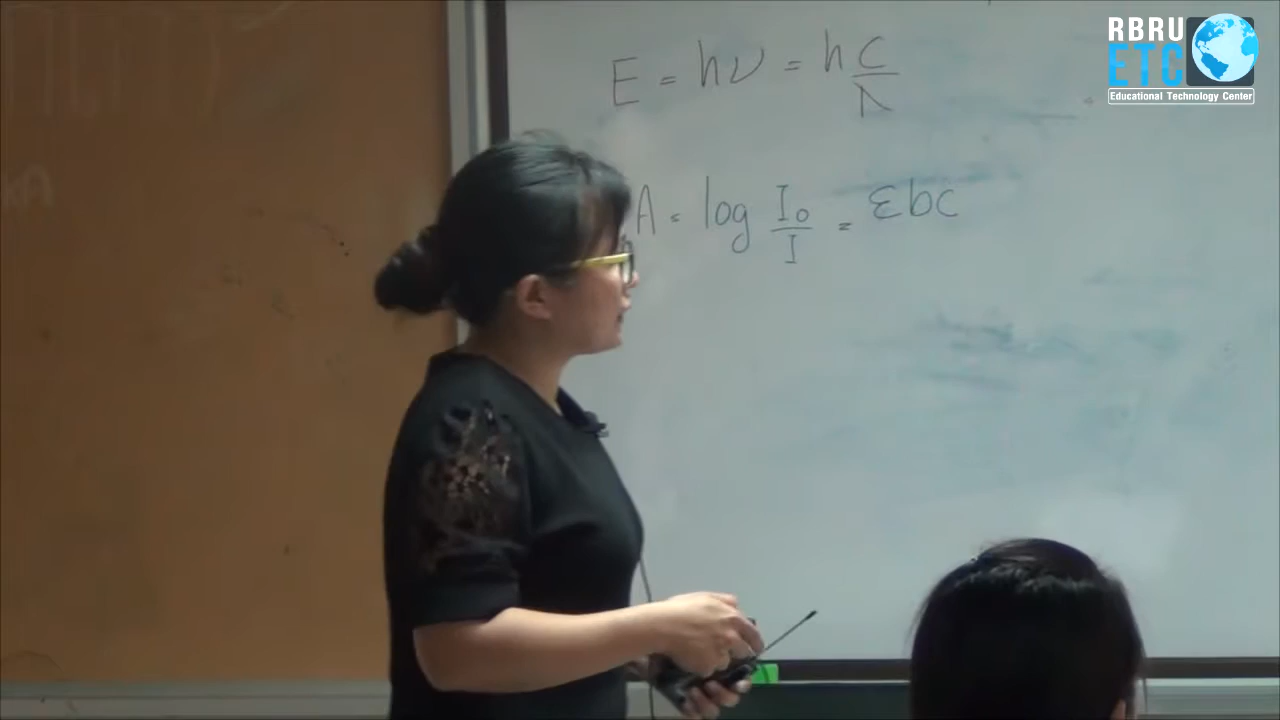 RBRU
ETC
Educational Technology Center
E = hν = h C/λ
A = log I₀/I = εbc